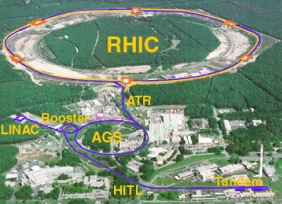 RHIC
ATR
Booster
LINAC
AGS
HITL
Tandem